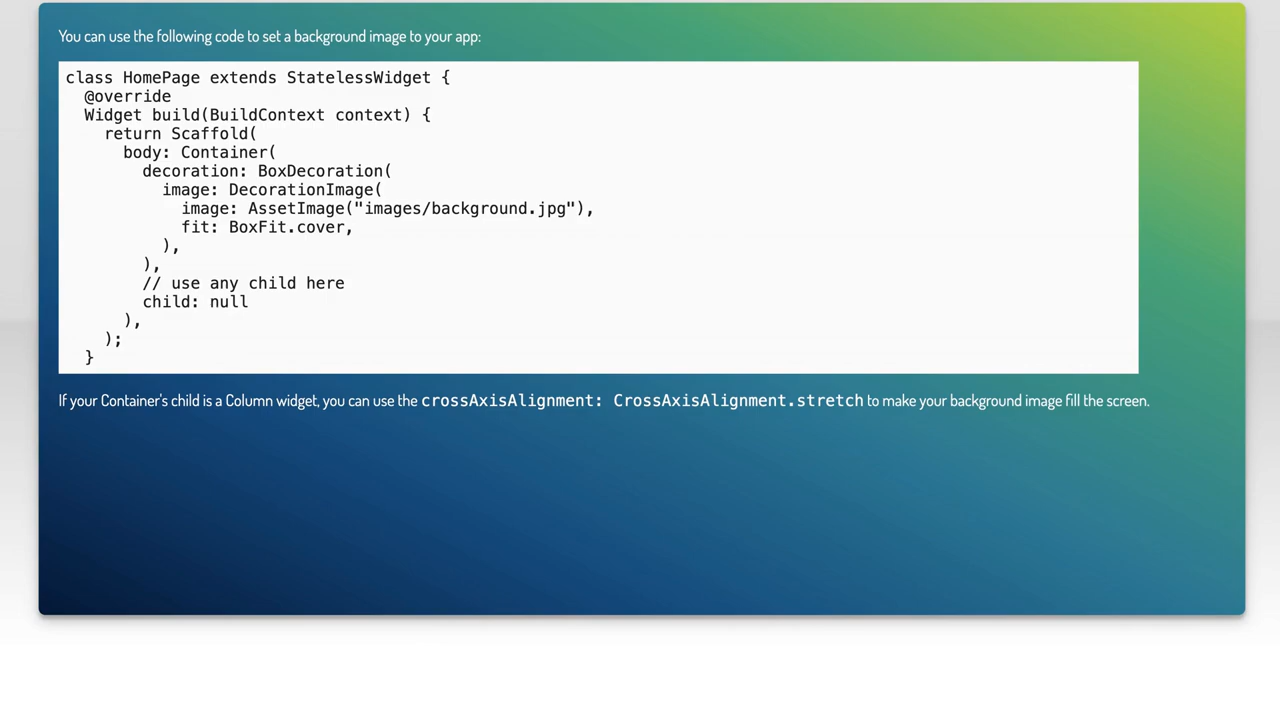 You can use the following code to set a background image to your app:
class HomePage extends StatelessWidget {
  @override
  Widget build(BuildContext context) {
    return Scaffold(
      body: Container(
        decoration: BoxDecoration(
          image: DecorationImage(
            image: AssetImage("images/background.jpg"),
            fit: BoxFit.cover,
          ),
        ),
        // use any child here
        child: null
      ),
    );
  }
If your Container's child is a Column widget, you can use the crossAxisAlignment: CrossAxisAlignment.stretch to make your background image fill the screen.